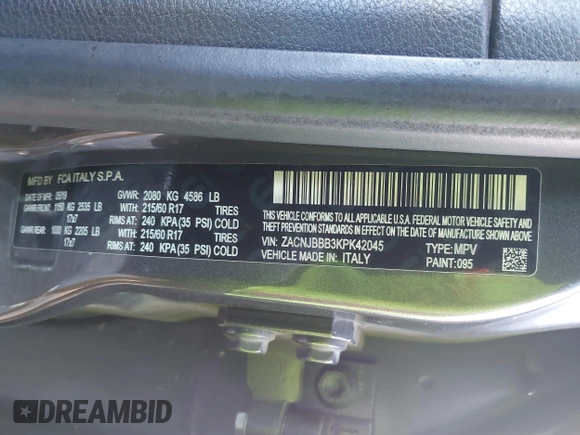 MFD BY FCA ITALY S.P.A.
DATE OF MFD 05/19 GVWR: 2080 KG 4586 LB
GAWR FRONT: 1150 KG 2535 LB WITH 215/60 R17 TIRES
17x7 RIMS AT 240 KPA(35 PSI) COLD
GAWR REAR: 1000 KG 2205 LB WITH 215/60 R17 TIRES
17x7 RIMS AT 240 KPA(35 PSI) COLD
THIS VEHICLE CONFORMS TO ALL APPLICABLE U.S.A. FEDERAL MOTOR VEHICLE SAFETY,
BUMPER AND THEFT PREVENTION STANDARDS IN EFFECT ON THE DATE OF MANUFACTURE SHOWN ABOVE.
VIN: ZACNJBBB3KPK42045 TYPE: MPV
VEHICLE MADE IN: ITALY PAINT: 095
DREAMBID